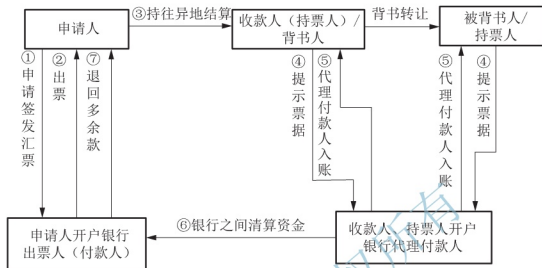 申请人
③持往异地结算
收款人（持票人）/
背书人
背书转让
被背书人/
持票人
①申请签发汇票
②出票
⑦退回多余款
④提示票据
⑤代理付款人入账
⑤代理付款人入账
④提示票据
申请人开户银行
出票人（付款人）
⑥银行之间清算资金
收款人、持票人开户
银行代理付款人
所有